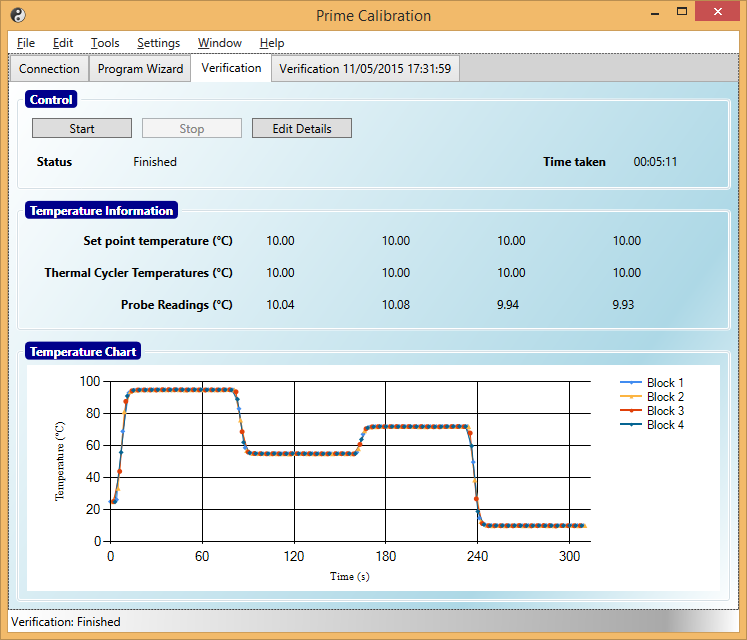 Prime Calibration
File Edit Tools Settings Window Help
Connection Program Wizard Verification Verification 11/05/2015 17:31:59
Control
Start Stop Edit Details
Status Finished Time taken 00:05:11
Temperature Information
Set point temperature (°C) 10.00 10.00 10.00 10.00
Thermal Cycler Temperatures (°C) 10.00 10.00 10.00 10.00
Probe Readings (°C) 10.04 10.08 9.94 9.93
Temperature Chart
Temperature (°C)
100
80
60
40
20
0
0 60 120 180 240 300
Time (s)
Block 1
Block 2
Block 3
Block 4
Verification: Finished